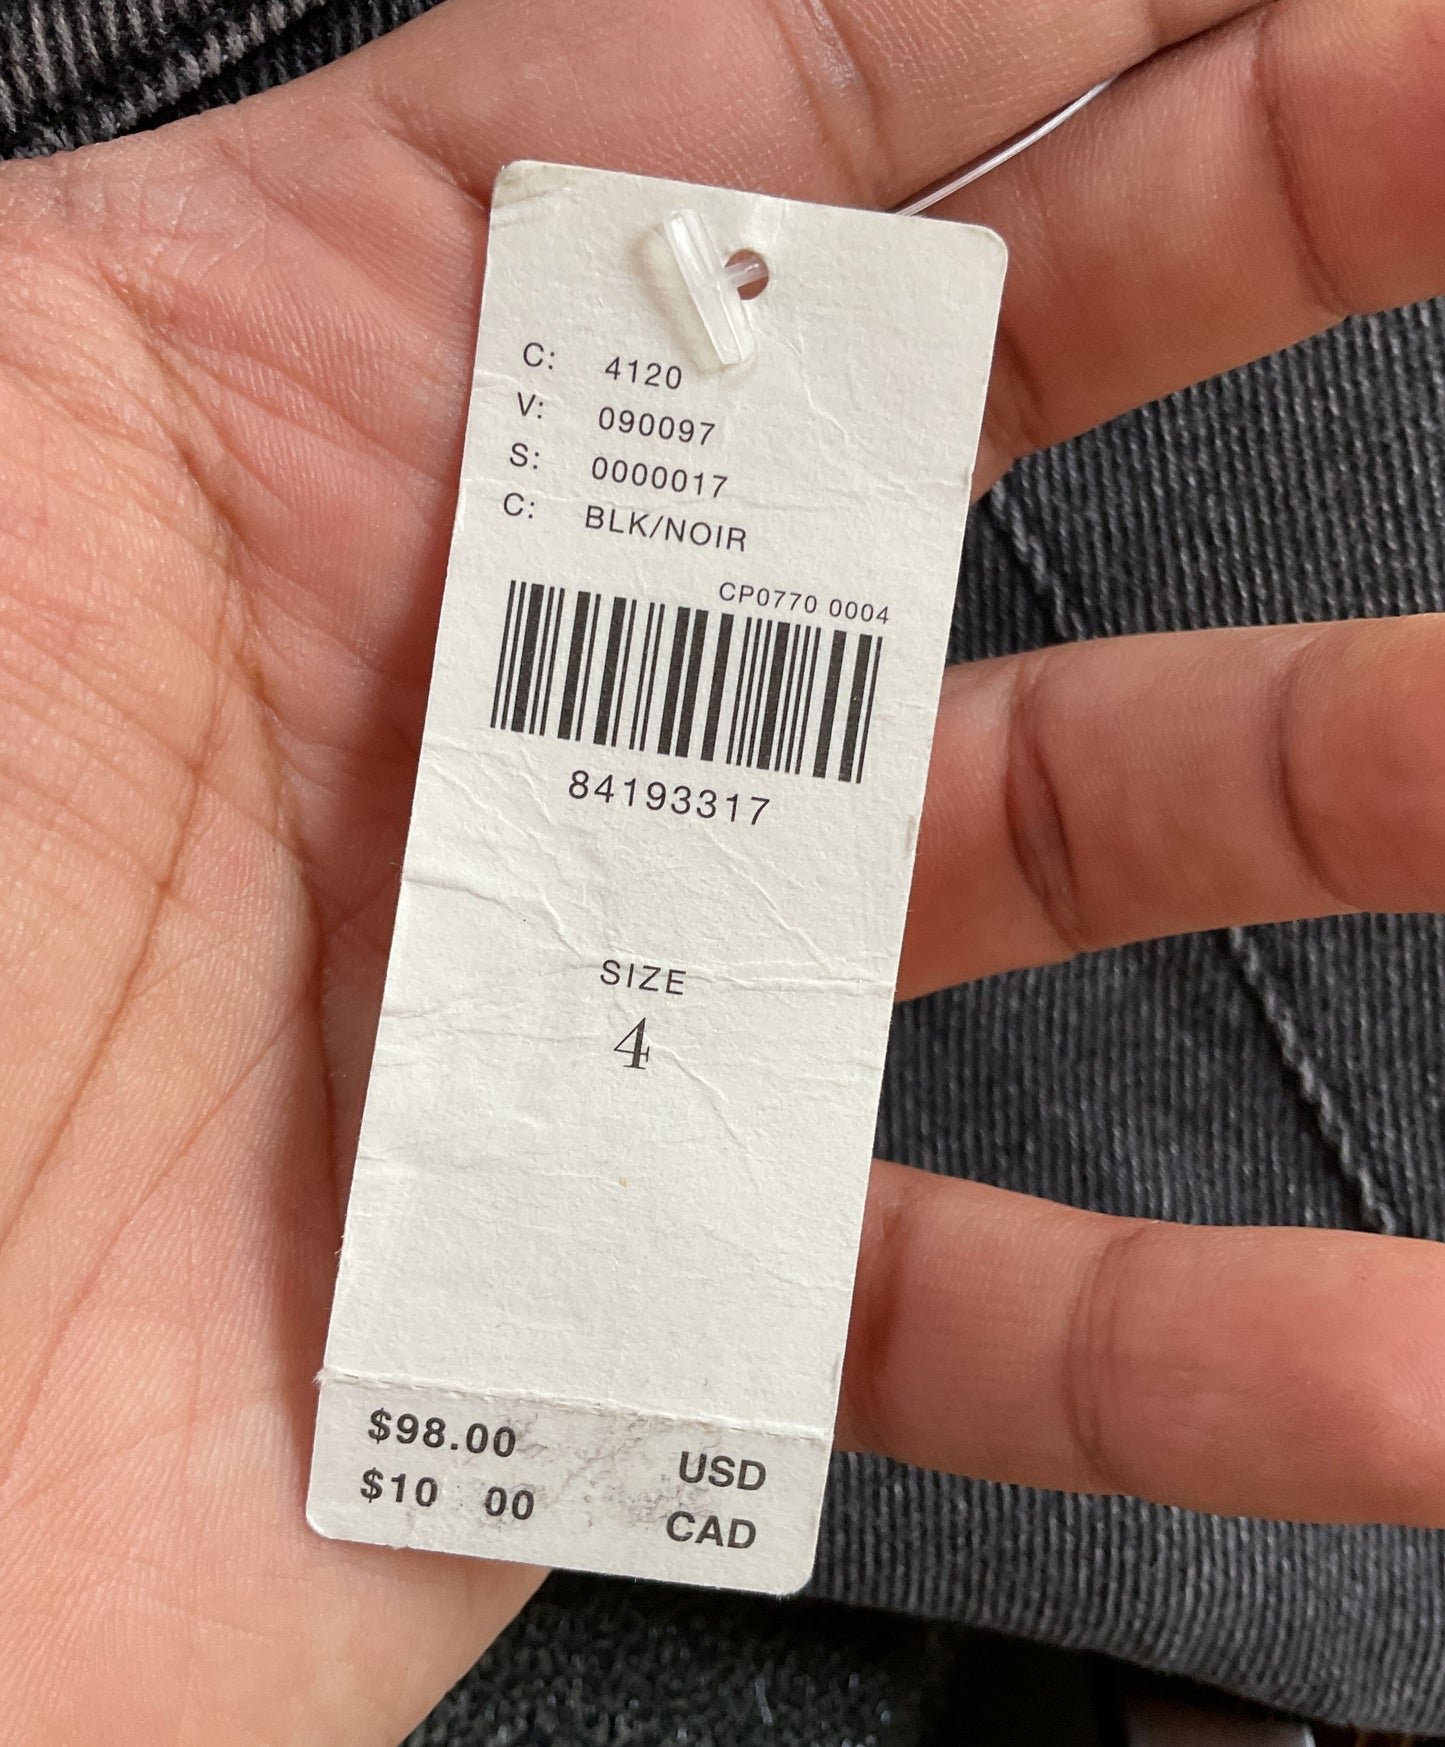 C: 4120
V: 090097
S: 0000017
C: BLK/NOIR
CP0770 0004
84193317
SIZE
4
$98.00 USD
$10 00 CAD